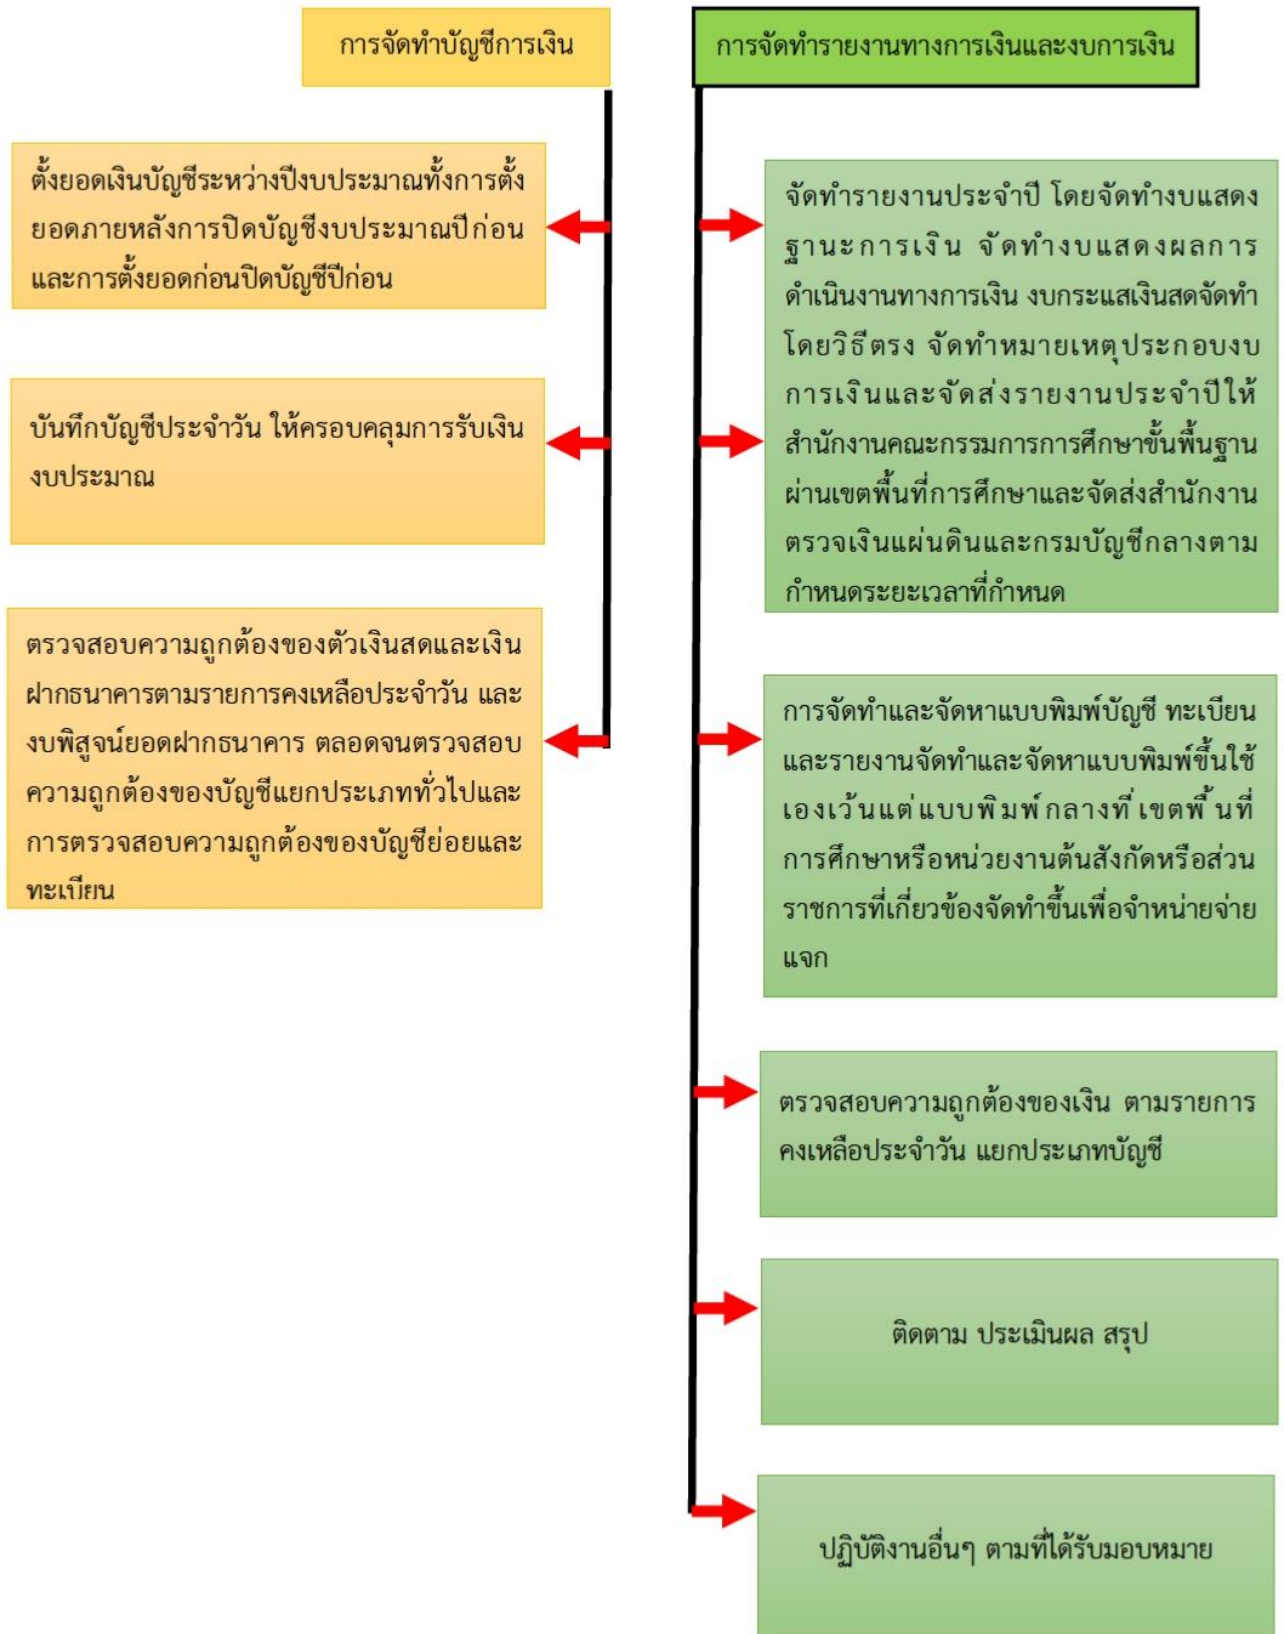 การจัดทำบัญชีการเงิน
ตั้งยอดเงินบัญชีระหว่างปีงบประมาณทั้งการตั้ง
ยอดภายหลังการปิดบัญชีงบประมาณปีก่อน
และการตั้งยอดก่อนปิดบัญชีปีก่อน
บันทึกบัญชีประจำวัน ให้ครอบคลุมการรับเงิน
งบประมาณ
ตรวจสอบความถูกต้องของตัวเงินสดและเงิน
ฝากธนาคารตามรายการคงเหลือประจำวัน และ
งบพิสูจน์ยอดฝากธนาคาร ตลอดจนตรวจสอบ
ความถูกต้องของบัญชีแยกประเภททั่วไปและ
การตรวจสอบความถูกต้องของบัญชีย่อยและ
ทะเบียน
การจัดทำรายงานทางการเงินและงบการเงิน
จัดทำรายงานประจำปี โดยจัดทำงบแสดง
ฐานะการเงิน จัดทำงบแสดงผลการ
ดำเนินงานทางการเงิน งบกระแสเงินสดจัดทำ
โดยวิธีตรง จัดทำหมายเหตุประกอบงบ
การเงินและจัดส่งรายงานประจำปีให้
สำนักงานคณะกรรมการการศึกษาขั้นพื้นฐาน
ผ่านเขตพื้นที่การศึกษาและจัดส่งสำนักงาน
ตรวจเงินแผ่นดินและกรมบัญชีกลางตาม
กำหนดระยะเวลาที่กำหนด
การจัดทำและจัดหาแบบพิมพ์บัญชี ทะเบียน
และรายงานจัดทำและจัดหาแบบพิมพ์ขึ้นใช้
เองเว้นแต่แบบพิมพ์กลางที่เขตพื้นที่
การศึกษาหรือหน่วยงานต้นสังกัดหรือส่วน
ราชการที่เกี่ยวข้องจัดทำขึ้นเพื่อจำหน่ายจ่าย
แจก
ตรวจสอบความถูกต้องของเงิน ตามรายการ
คงเหลือประจำวัน แยกประเภทบัญชี
ติดตาม ประเมินผล สรุป
ปฏิบัติงานอื่นๆ ตามที่ได้รับมอบหมาย